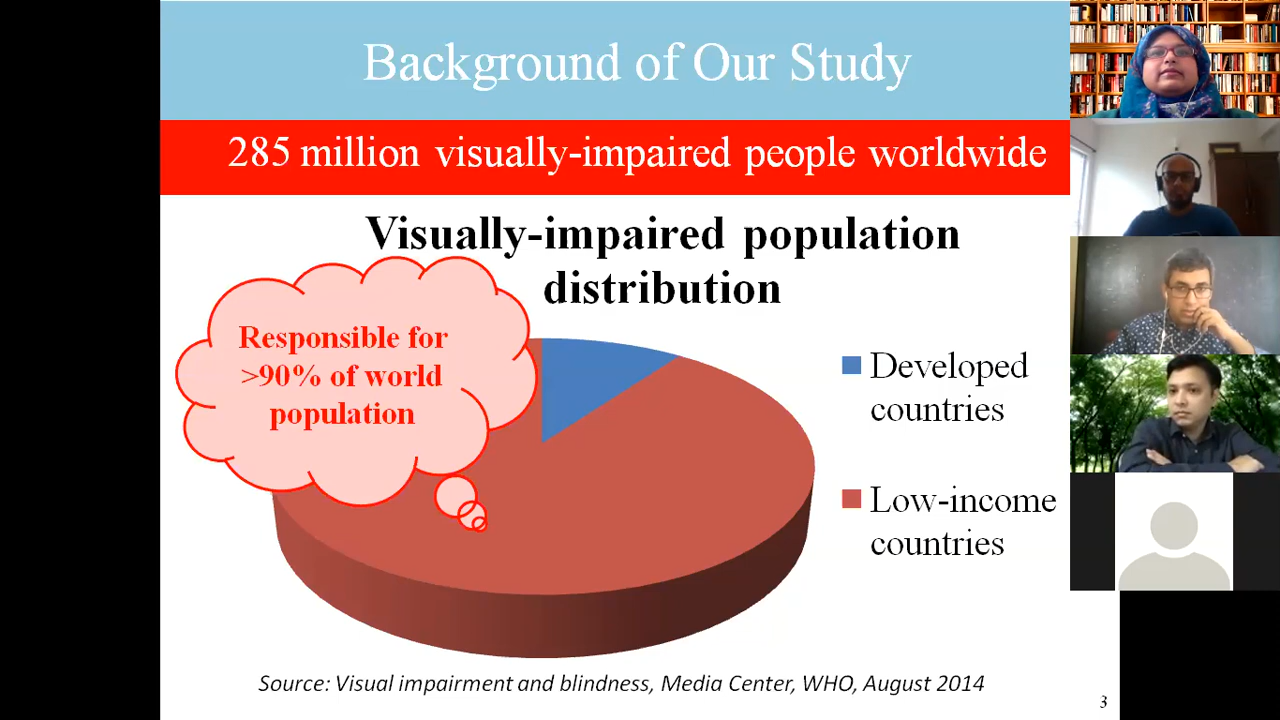 Background of Our Study
285 million visually-impaired people worldwide
Visually-impaired population
distribution
Responsible for
>90% of world
population
Developed
countries
Low-income
countries
Source: Visual impairment and blindness, Media Center, WHO, August 2014
3